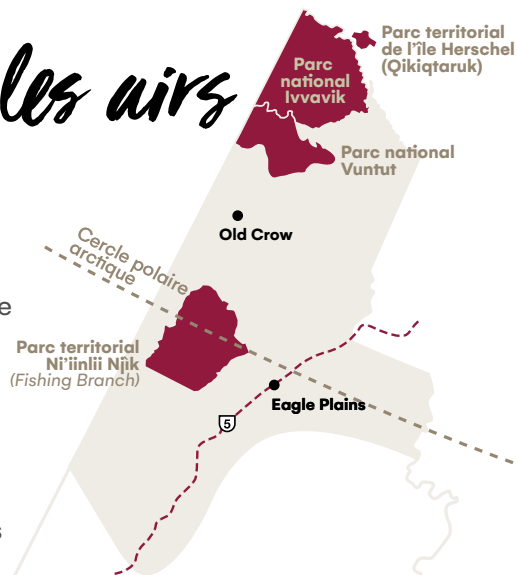 les airs
Parc territorial
de l'île Herschel
(Qikiqtaruk)
Parc
national
Ivvavik
Parc national
Vuntut
Old Crow
Cercle polaire
arctique
e
Parc territorial
Ni'iinlii Njìk
(Fishing Branch)
Eagle Plains
5
s